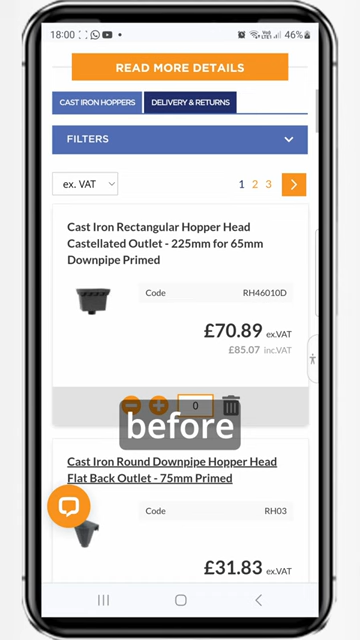 18:00
46%
READ MORE DETAILS
CAST IRON HOPPERS
DELIVERY & RETURNS
FILTERS
ex. VAT
1 2 3
Cast Iron Rectangular Hopper Head
Castellated Outlet - 225mm for 65mm
Downpipe Primed
Code RH46010D
£70.89 ex.VAT
£85.07 inc.VAT
0
before
Cast Iron Round Downpipe Hopper Head
Flat Back Outlet - 75mm Primed
Code RH03
£31.83 ex.VAT